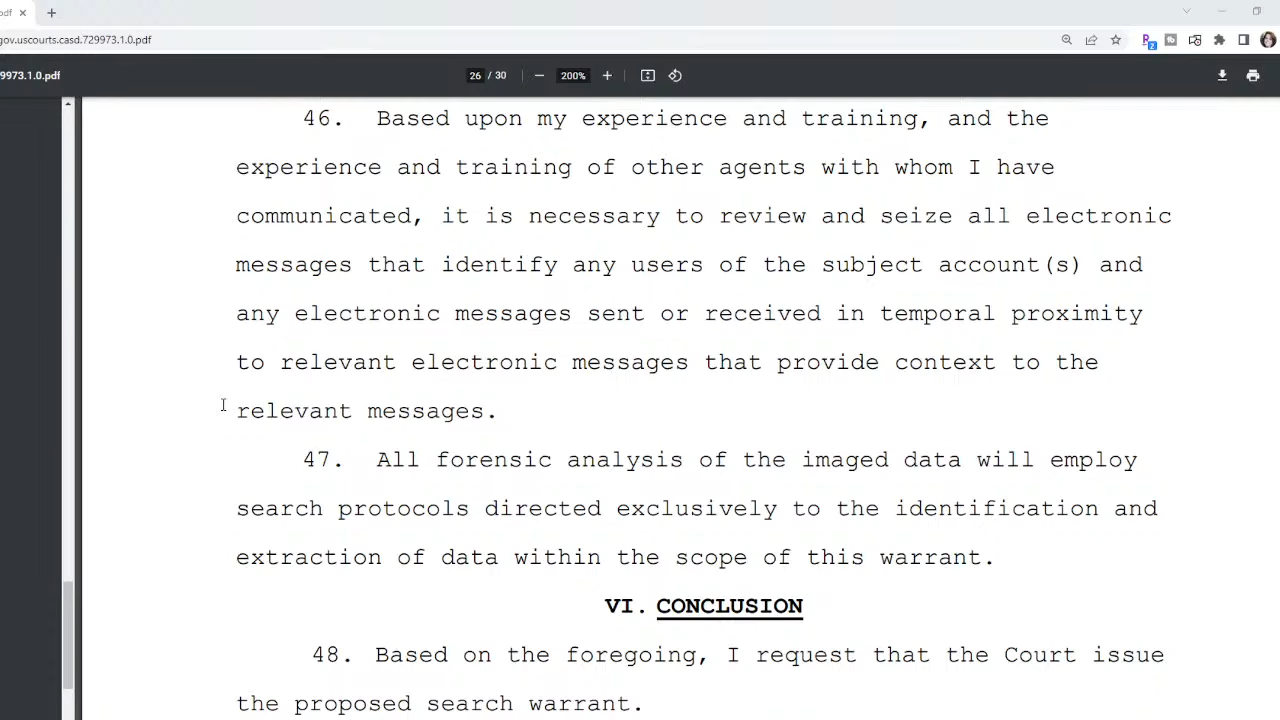 pdf
gov.uscourts.casd.729973.1.0.pdf
973.1.0.pdf 26 / 30 200%
46. Based upon my experience and training, and the
experience and training of other agents with whom I have
communicated, it is necessary to review and seize all electronic
messages that identify any users of the subject account(s) and
any electronic messages sent or received in temporal proximity
to relevant electronic messages that provide context to the
relevant messages.
47. All forensic analysis of the imaged data will employ
search protocols directed exclusively to the identification and
extraction of data within the scope of this warrant.
VI. CONCLUSION
48. Based on the foregoing, I request that the Court issue
the proposed search warrant.